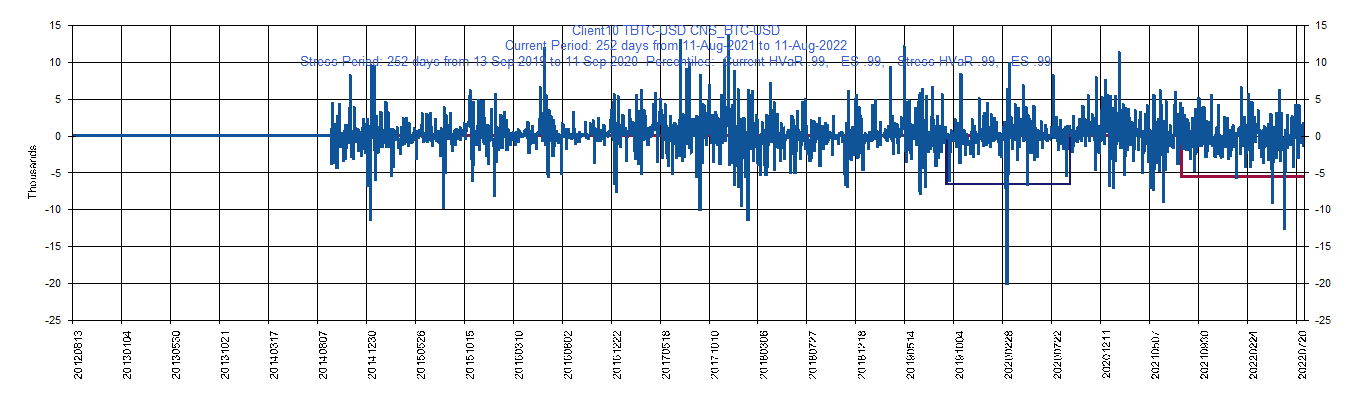 Client10 1BTC-USD CNS_BTC-USD
Current Period: 252 days from 11-Aug-2021 to 11-Aug-2022
Stress Period: 252 days from 13 Sep 2019 to 11 Sep 2020 Percentiles: Current HVaR .99, ES .99, Stress HVaR .99, ES .99
15 15
10 10
5 5
0 0
-5 -5
-10 -10
-15 -15
-20 -20
-25 -25
Thousands
20120813 20130104 20130530 20131021 20140317 20140807 20141230 20150526 20151015 20160310 20160802 20161222 20170518 20171010 20180306 20180727 20181218 20190514 20191004 20200228 20200722 20201211 20210507 20210930 20220224 20220720